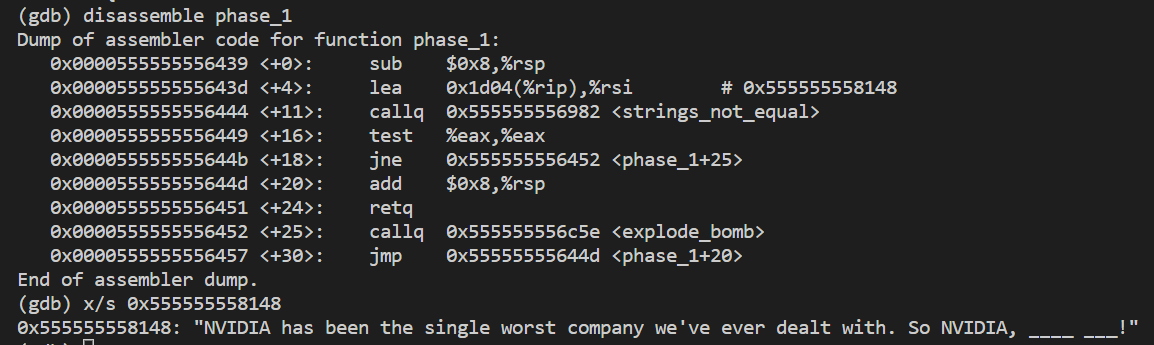 (gdb) disassemble phase_1
Dump of assembler code for function phase_1:
   0x0000555555556439 <+0>:     sub    $0x8,%rsp
   0x000055555555643d <+4>:     lea    0x1d04(%rip),%rsi        # 0x555555558148
   0x0000555555556444 <+11>:    callq  0x555555556982 <strings_not_equal>
   0x0000555555556449 <+16>:    test   %eax,%eax
   0x000055555555644b <+18>:    jne    0x555555556452 <phase_1+25>
   0x000055555555644d <+20>:    add    $0x8,%rsp
   0x0000555555556451 <+24>:    retq
   0x0000555555556452 <+25>:    callq  0x555555556c5e <explode_bomb>
   0x0000555555556457 <+30>:    jmp    0x55555555644d <phase_1+20>
End of assembler dump.
(gdb) x/s 0x555555558148
0x555555558148: "NVIDIA has been the single worst company we've ever dealt with. So NVIDIA, ____ ___!"